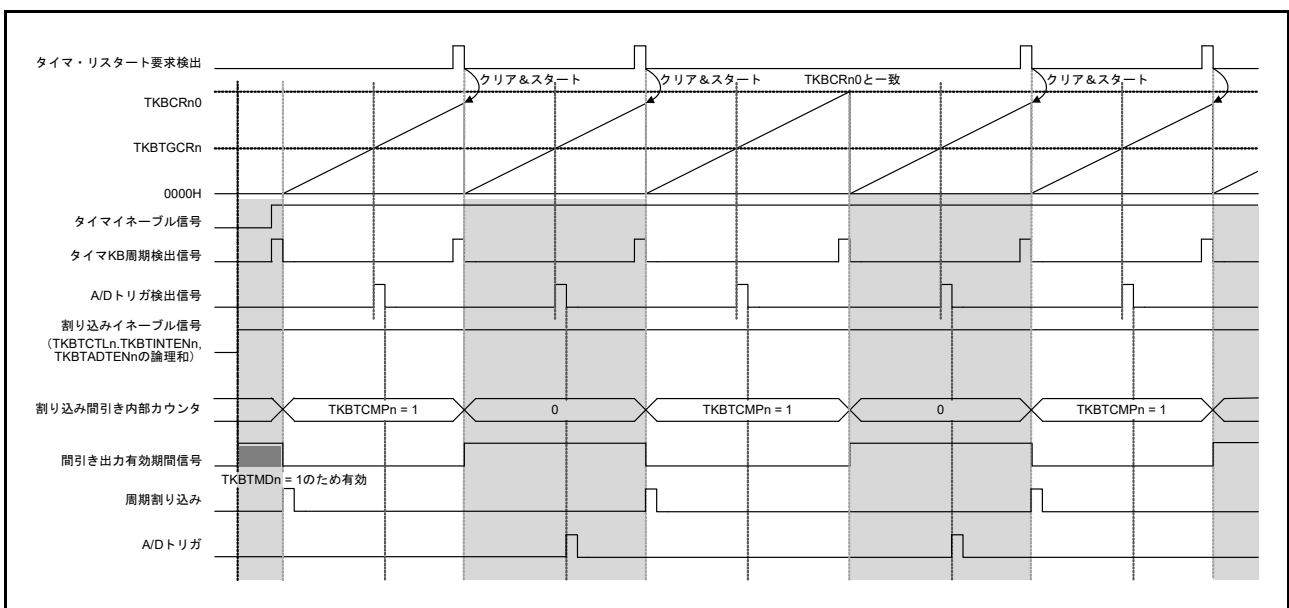 タイマ・リスタート要求検出
クリア&スタート
クリア&スタート
TKBCRn0と一致
クリア&スタート
TKBCRn0
TKBTGCRn
0000H
タイマイネーブル信号
タイマKB周期検出信号
A/Dトリガ検出信号
割り込みイネーブル信号
(TKBTCTLn.TKBTINTENn,
TKBTADTENnの論理和)
割り込み間引き内部カウンタ
TKBTCMPn = 1
0
TKBTCMPn = 1
0
TKBTCMPn = 1
間引き出力有効期間信号
TKBTMDn = 1のため有効
周期割り込み
A/Dトリガ